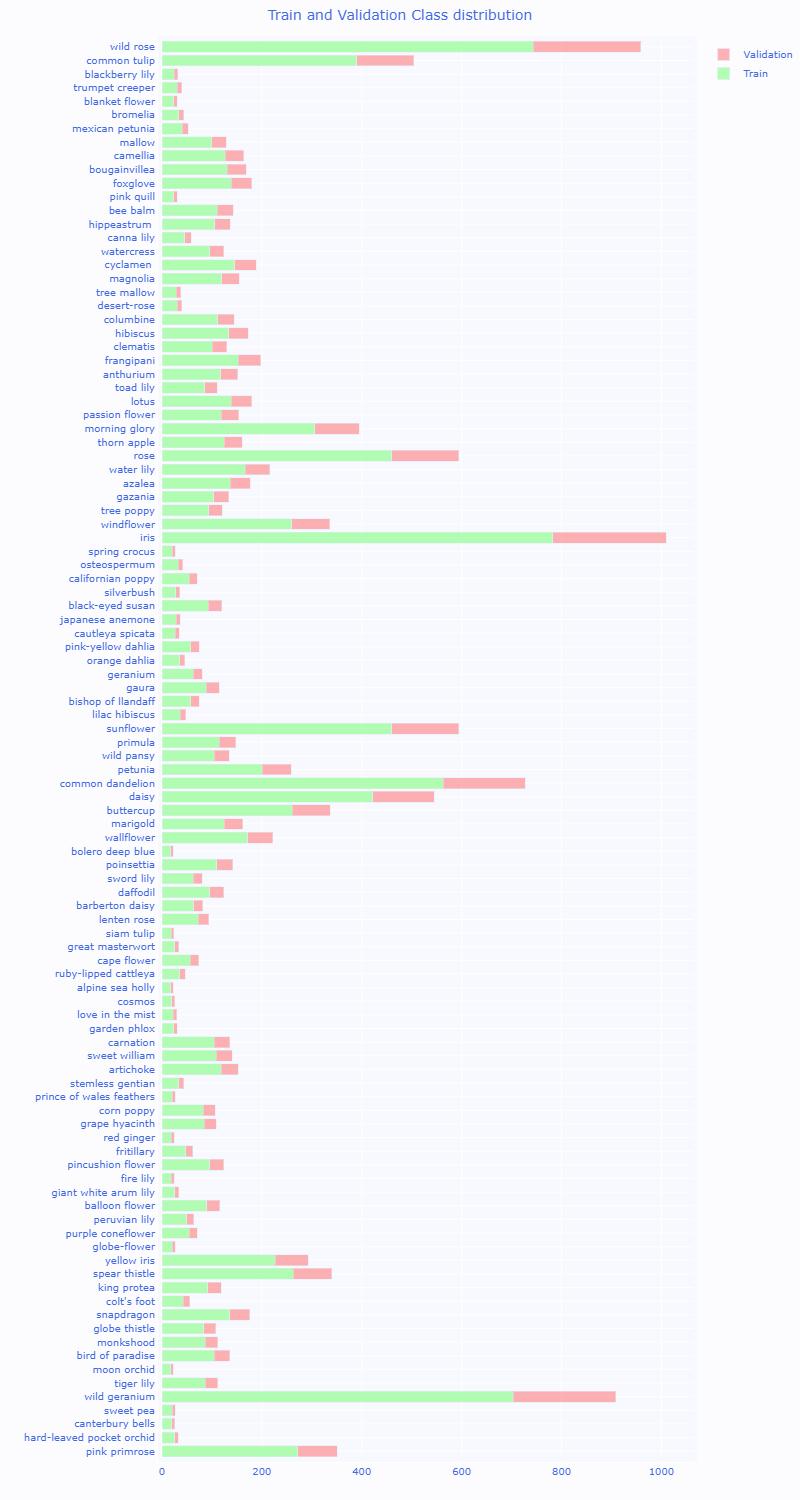 Train and Validation Class distribution
Validation
Train
wild rose
common tulip
blackberry lily
trumpet creeper
blanket flower
bromelia
mexican petunia
mallow
camellia
bougainvillea
foxglove
pink quill
bee balm
hippeastrum
canna lily
watercress
cyclamen
magnolia
tree mallow
desert-rose
columbine
hibiscus
clematis
frangipani
anthurium
toad lily
lotus
passion flower
morning glory
thorn apple
rose
water lily
azalea
gazania
tree poppy
windflower
iris
spring crocus
osteospermum
californian poppy
silverbush
black-eyed susan
japanese anemone
cautleya spicata
pink-yellow dahlia
orange dahlia
geranium
gaura
bishop of llandaff
lilac hibiscus
sunflower
primula
wild pansy
petunia
common dandelion
daisy
buttercup
marigold
wallflower
bolero deep blue
poinsettia
sword lily
daffodil
barberton daisy
lenten rose
siam tulip
great masterwort
cape flower
ruby-lipped cattleya
alpine sea holly
cosmos
love in the mist
garden phlox
carnation
sweet william
artichoke
stemless gentian
prince of wales feathers
corn poppy
grape hyacinth
red ginger
fritillary
pincushion flower
fire lily
giant white arum lily
balloon flower
peruvian lily
purple coneflower
globe-flower
yellow iris
spear thistle
king protea
colt's foot
snapdragon
globe thistle
monkshood
bird of paradise
moon orchid
tiger lily
wild geranium
sweet pea
canterbury bells
hard-leaved pocket orchid
pink primrose
0 200 400 600 800 1000